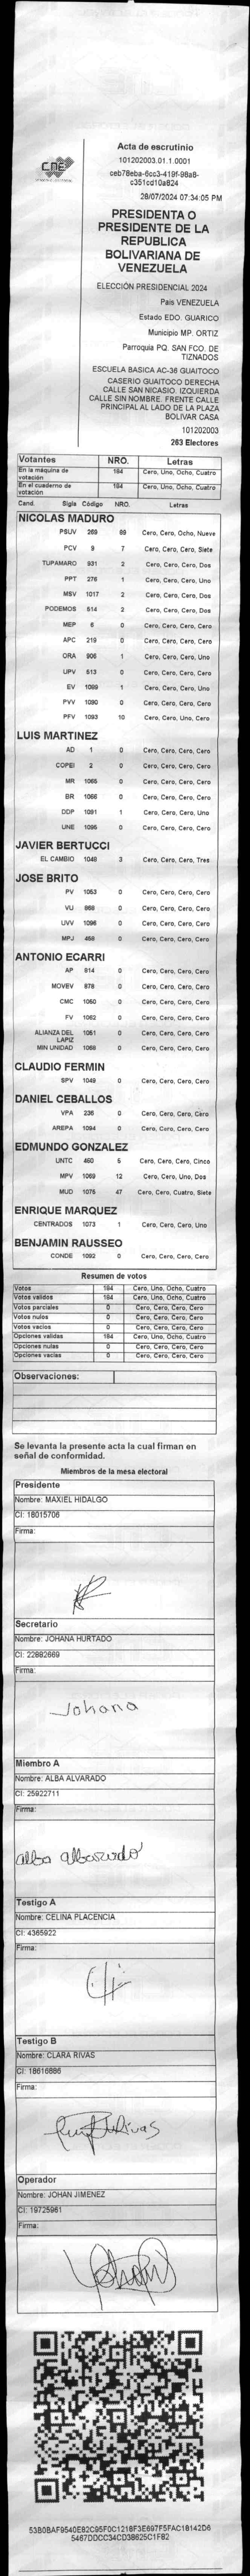 CNE
Acta de escrutinio
101202003.01.1.0001
ceb78eba-6cc3-419f-98a8-
c351cd10a824
28/07/2024 07:34:05 PM
PRESIDENTA O
PRESIDENTE DE LA
REPUBLICA
BOLIVARIANA DE
VENEZUELA
ELECCIÓN PRESIDENCIAL 2024
País VENEZUELA
Estado EDO. GUARICO
Municipio MP. ORTIZ
Parroquia PQ. SAN FCO. DE
TIZNADOS
ESCUELA BASICA AC-36 GUAITOCO
CASERIO GUAITOCO DERECHA
CALLE SAN NICASIO. IZQUIERDA
CALLE SIN NOMBRE. FRENTE CALLE
PRINCIPAL AL LADO DE LA PLAZA
BOLIVAR CASA
101202003
263 Electores
Votantes NRO. Letras
En la máquina de votación 184 Cero, Uno, Ocho, Cuatro
En el cuaderno de votación 184 Cero, Uno, Ocho, Cuatro
Cand. Sigla Código NRO. Letras
NICOLAS MADURO
PSUV 269 89 Cero, Cero, Ocho, Nueve
PCV 9 7 Cero, Cero, Cero, Siete
TUPAMARO 931 2 Cero, Cero, Cero, Dos
PPT 276 1 Cero, Cero, Cero, Uno
MSV 1017 2 Cero, Cero, Cero, Dos
PODEMOS 514 2 Cero, Cero, Cero, Dos
MEP 6 0 Cero, Cero, Cero, Cero
APC 219 0 Cero, Cero, Cero, Cero
ORA 906 1 Cero, Cero, Cero, Uno
UPV 513 0 Cero, Cero, Cero, Cero
EV 1089 1 Cero, Cero, Cero, Uno
PVV 1090 0 Cero, Cero, Cero, Cero
PFV 1093 10 Cero, Cero, Uno, Cero
LUIS MARTINEZ
AD 1 0 Cero, Cero, Cero, Cero
COPEI 2 0 Cero, Cero, Cero, Cero
MR 1065 0 Cero, Cero, Cero, Cero
BR 1066 0 Cero, Cero, Cero, Cero
DDP 1091 1 Cero, Cero, Cero, Uno
UNE 1095 0 Cero, Cero, Cero, Cero
JAVIER BERTUCCI
EL CAMBIO 1048 3 Cero, Cero, Cero, Tres
JOSE BRITO
PV 1053 0 Cero, Cero, Cero, Cero
VU 868 0 Cero, Cero, Cero, Cero
UVV 1096 0 Cero, Cero, Cero, Cero
MPJ 458 0 Cero, Cero, Cero, Cero
ANTONIO ECARRI
AP 814 0 Cero, Cero, Cero, Cero
MOVEV 878 0 Cero, Cero, Cero, Cero
CMC 1050 0 Cero, Cero, Cero, Cero
FV 1052 0 Cero, Cero, Cero, Cero
ALIANZA DEL LAPIZ 1051 0 Cero, Cero, Cero, Cero
MIN UNIDAD 1068 0 Cero, Cero, Cero, Cero
CLAUDIO FERMIN
SPV 1049 0 Cero, Cero, Cero, Cero
DANIEL CEBALLOS
VPA 236 0 Cero, Cero, Cero, Cero
AREPA 1094 0 Cero, Cero, Cero, Cero
EDMUNDO GONZALEZ
UNTC 460 5 Cero, Cero, Cero, Cinco
MPV 1069 12 Cero, Cero, Uno, Dos
MUD 1075 47 Cero, Cero, Cuatro, Siete
ENRIQUE MARQUEZ
CENTRADOS 1073 1 Cero, Cero, Cero, Uno
BENJAMIN RAUSSEO
CONDE 1092 0 Cero, Cero, Cero, Cero
Resumen de votos
Votos 184 Cero, Uno, Ocho, Cuatro
Votos validos 184 Cero, Uno, Ocho, Cuatro
Votos parciales 0 Cero, Cero, Cero, Cero
Votos nulos 0 Cero, Cero, Cero, Cero
Votos vacios 0 Cero, Cero, Cero, Cero
Opciones validas 184 Cero, Uno, Ocho, Cuatro
Opciones nulas 0 Cero, Cero, Cero, Cero
Opciones vacias 0 Cero, Cero, Cero, Cero
Observaciones:
Se levanta la presente acta la cual firman en
señal de conformidad.
Miembros de la mesa electoral
Presidente
Nombre: MAXIEL HIDALGO
CI: 18015706
Firma:
Secretario
Nombre: JOHANA HURTADO
CI: 22882669
Firma:
Johana
Miembro A
Nombre: ALBA ALVARADO
CI: 25922711
Firma:
alba albarado
Testigo A
Nombre: CELINA PLACENCIA
CI: 4365922
Firma:
Testigo B
Nombre: CLARA RIVAS
CI: 18616886
Firma:
Operador
Nombre: JOHAN JIMENEZ
CI: 19725961
Firma:
53B0BAF9540E82C95F0C1218F3E697F5FAC18142D6
5467DDCC34CD38625C1F82